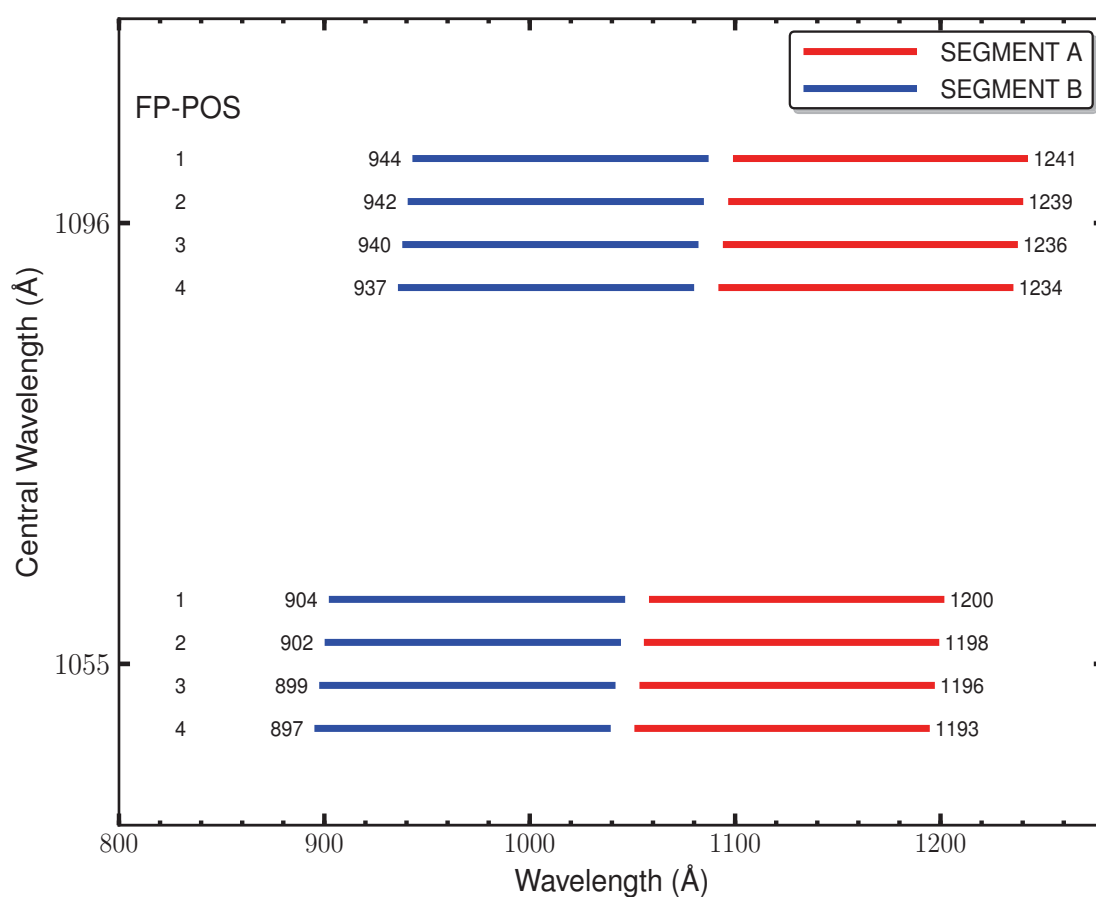 SEGMENT A
SEGMENT B
FP-POS
1 944 1241
2 942 1239
1096
3 940 1236
4 937 1234
Central Wavelength (Å)
1 904 1200
2 902 1198
1055
3 899 1196
4 897 1193
800 900 1000 1100 1200
Wavelength (Å)